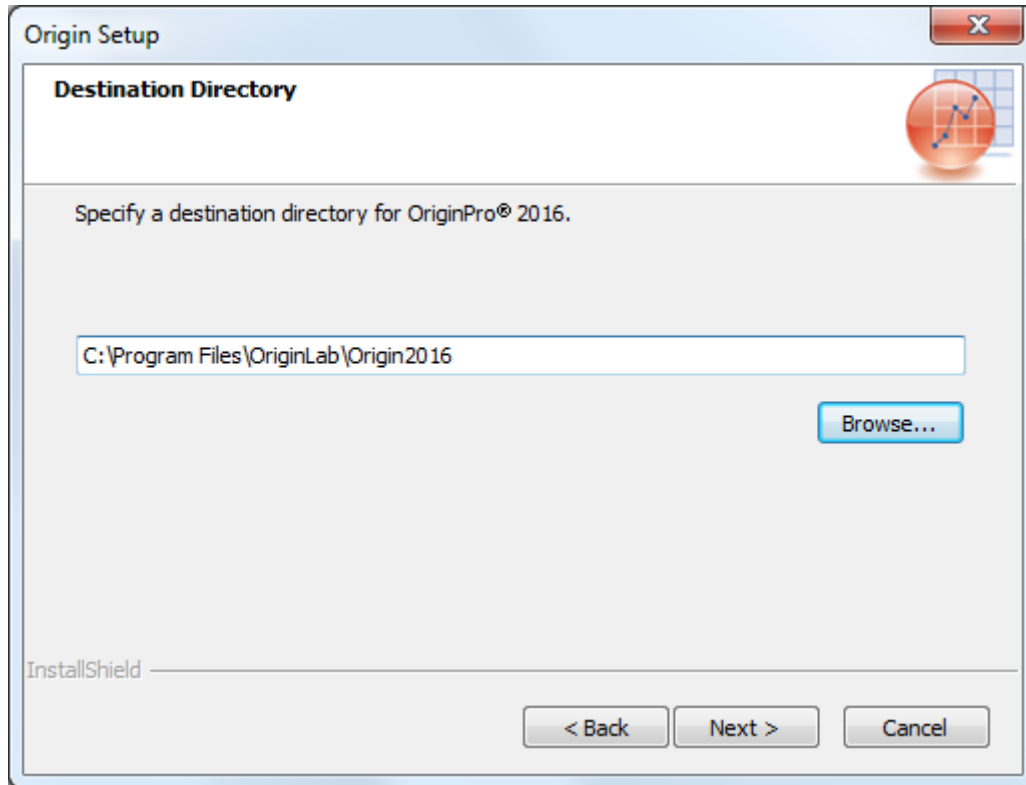 Origin Setup
Destination Directory
Specify a destination directory for OriginPro® 2016.
C:\Program Files\OriginLab\Origin2016
Browse...
InstallShield
< Back Next > Cancel